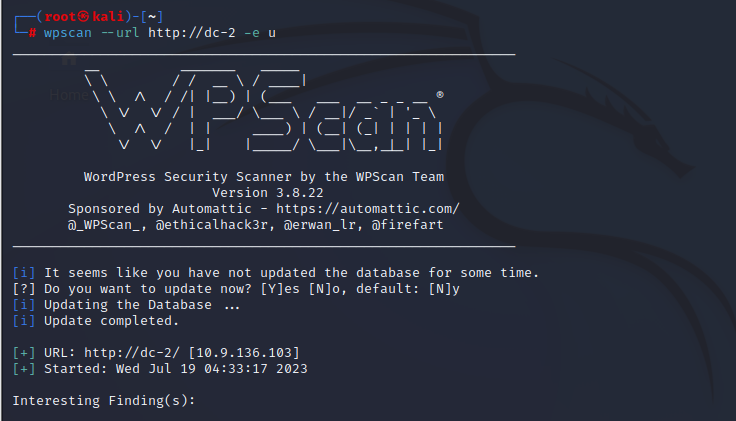 (root㉿kali)-[~]
# wpscan --url http://dc-2 -e u
WPScan ®
WordPress Security Scanner by the WPScan Team
Version 3.8.22
Sponsored by Automattic - https://automattic.com/
@_WPScan_, @ethicalhack3r, @erwan_lr, @firefart
[i] It seems like you have not updated the database for some time.
[?] Do you want to update now? [Y]es [N]o, default: [N]y
[i] Updating the Database ...
[i] Update completed.
[+] URL: http://dc-2/ [10.9.136.103]
[+] Started: Wed Jul 19 04:33:17 2023
Interesting Finding(s):
Home